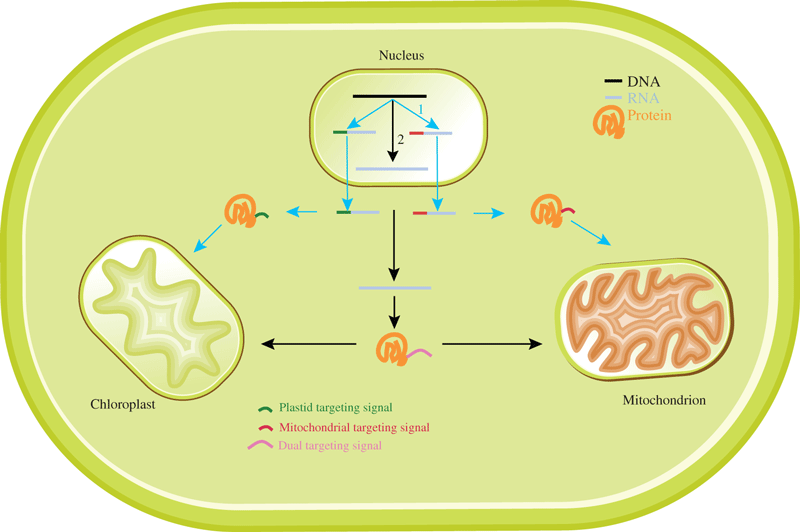 Nucleus
DNA
RNA
Protein
1
2
Chloroplast
Mitochondrion
Plastid targeting signal
Mitochondrial targeting signal
Dual targeting signal